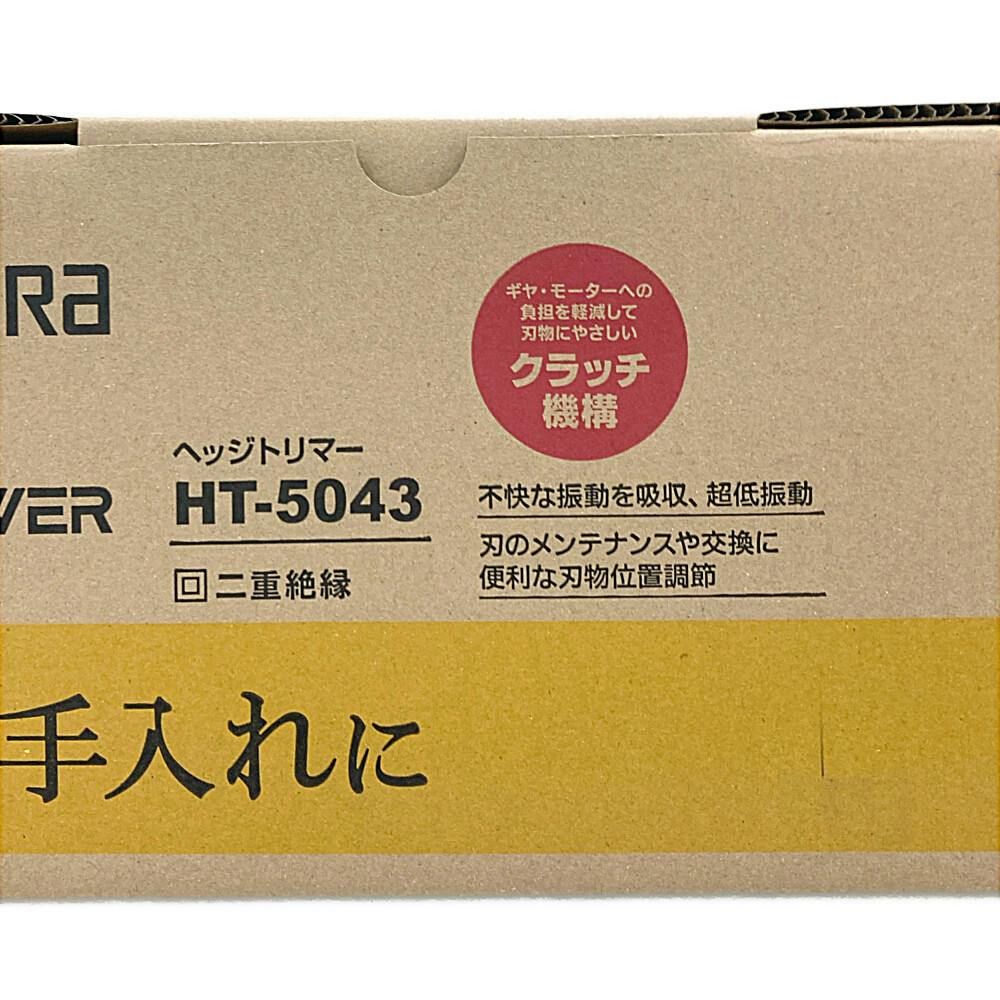 Ra
ギヤ・モーターへの
負担を軽減して
刃物にやさしい
クラッチ
機構
ヘッジトリマー
HT-5043
VER
二重絶縁
不快な振動を吸収、超低振動
刃のメンテナンスや交換に
便利な刃物位置調節
手入れに